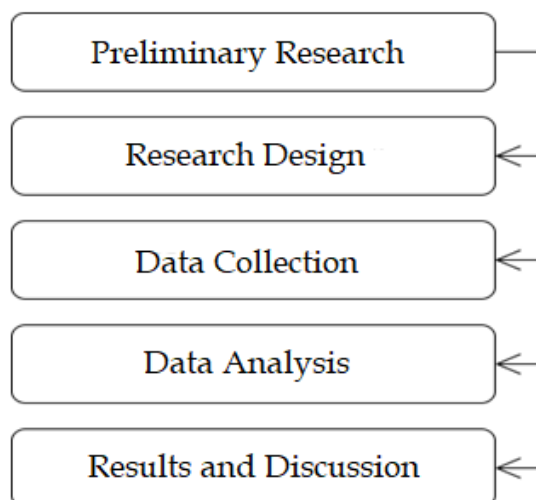 Preliminary Research
Research Design
Data Collection
Data Analysis
Results and Discussion